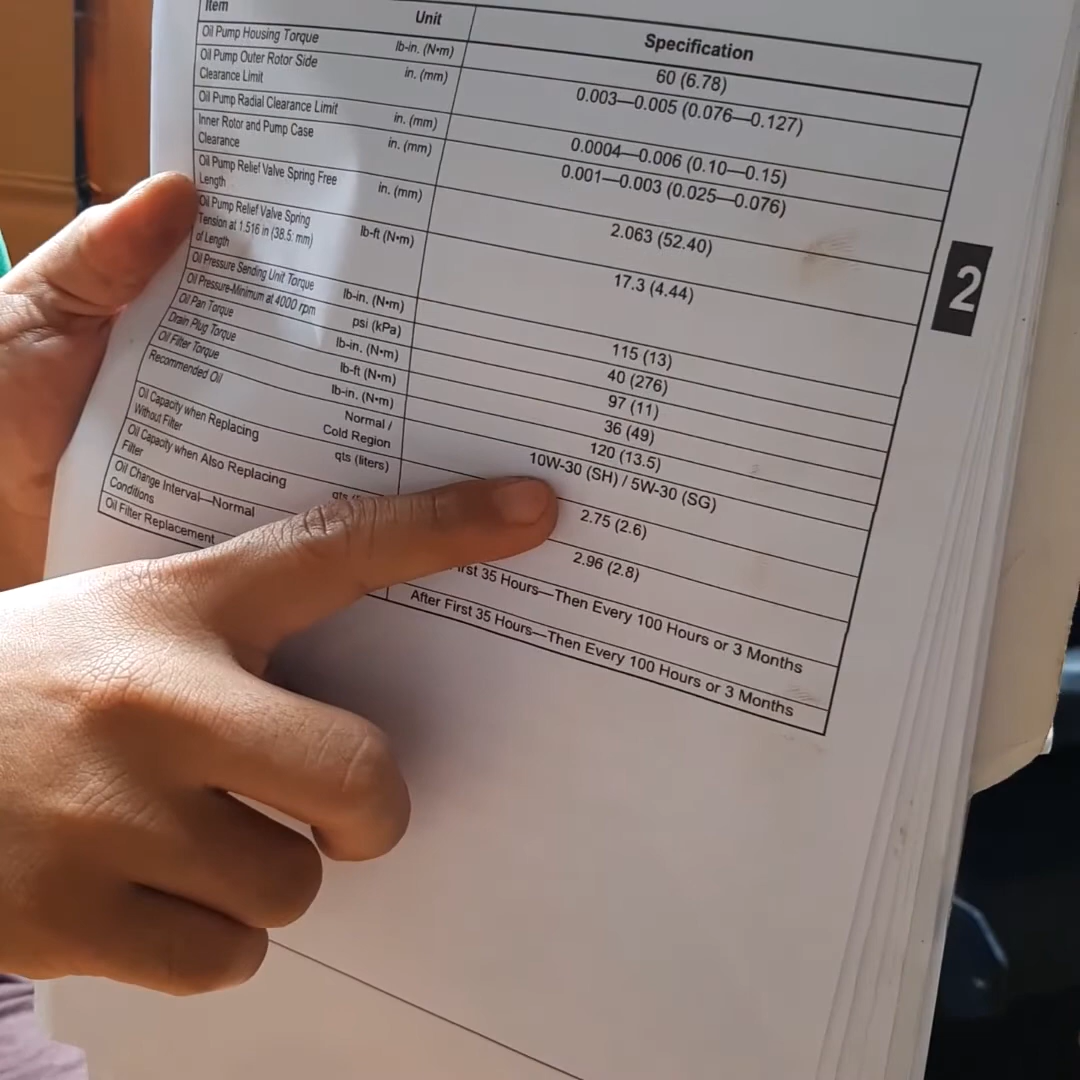 Item Unit Specification
Oil Pump Housing Torque lb-in. (N•m) 60 (6.78)
Oil Pump Outer Rotor Side in. (mm) 0.003—0.005 (0.076—0.127)
Clearance Limit
Oil Pump Radial Clearance Limit in. (mm) 0.0004—0.006 (0.10—0.15)
Inner Rotor and Pump Case in. (mm) 0.001—0.003 (0.025—0.076)
Clearance
Oil Pump Relief Valve Spring Free in. (mm) 2.063 (52.40)
Length
Oil Pump Relief Valve Spring lb-ft (N•m) 17.3 (4.44)
Tension at 1.516 in (38.5: mm)
of Length
Oil Pressure Sending Unit Torque lb-in. (N•m) 115 (13)
Oil Pressure-Minimum at 4000 rpm psi (kPa) 40 (276)
Oil Pan Torque lb-in. (N•m) 97 (11)
Drain Plug Torque lb-ft (N•m) 36 (49)
Oil Filter Torque lb-in. (N•m) 120 (13.5)
Recommended Oil Normal / 10W-30 (SH) / 5W-30 (SG)
Cold Region
Oil Capacity when Replacing qts (liters) 2.75 (2.6)
Without Filter
Oil Capacity when Also Replacing qts 2.96 (2.8)
Filter
Oil Change Interval—Normal 35 Hours—Then Every 100 Hours or 3 Months
Conditions
Oil Filter Replacement After First 35 Hours—Then Every 100 Hours or 3 Months
2